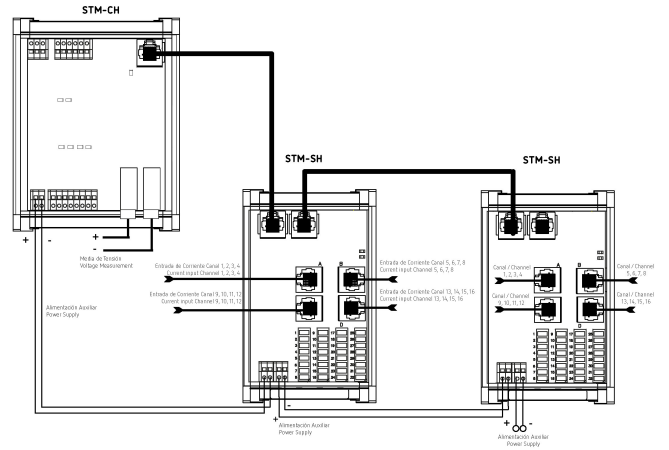 STM-CH
STM-SH
STM-SH
+
-
+
-
Medida de Tensión
Voltage Measurement
Alimentación Auxiliar
Power Supply
Entrada de Corriente Canal 1, 2, 3, 4
Current input Channel 1, 2, 3, 4
Entrada de Corriente Canal 9, 10, 11, 12
Current input Channel 9, 10, 11, 12
A
B
D
Entrada de Corriente Canal 5, 6, 7, 8
Current input Channel 5, 6, 7, 8
Entrada de Corriente Canal 13, 14, 15, 16
Current input Channel 13, 14, 15, 16
Canal / Channel
1, 2, 3, 4
Canal / Channel
9, 10, 11, 12
A
B
D
Canal / Channel
5, 6, 7, 8
Canal / Channel
13, 14, 15, 16
+
-
Alimentación Auxiliar
Power Supply
+
-
Alimentación Auxiliar
Power Supply